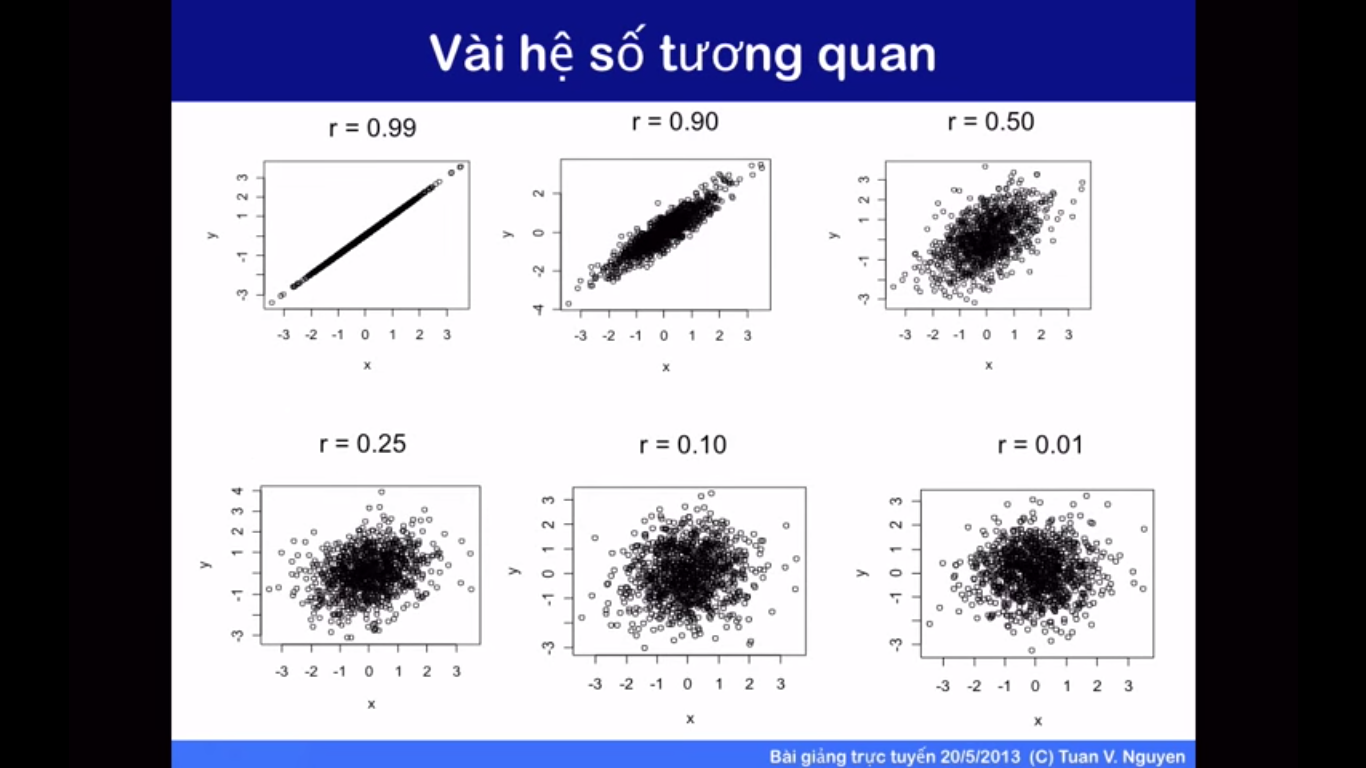 Vài hệ số tương quan
r = 0.99
r = 0.90
r = 0.50
y
3
2
1
-1
-3
-3 -2 -1 0 1 2 3
x
y
2
0
-2
-4
-3 -2 -1 0 1 2 3
x
y
3
2
1
-1
-3
-3 -2 -1 0 1 2 3
x
r = 0.25
r = 0.10
r = 0.01
y
4
3
2
1
-1
-3
-3 -2 -1 0 1 2 3
x
y
3
2
1
0
-1
-3
-3 -2 -1 0 1 2 3
x
y
3
2
1
0
-1
-3
-3 -2 -1 0 1 2 3
x
Bài giảng trực tuyến 20/5/2013 (C) Tuan V. Nguyen